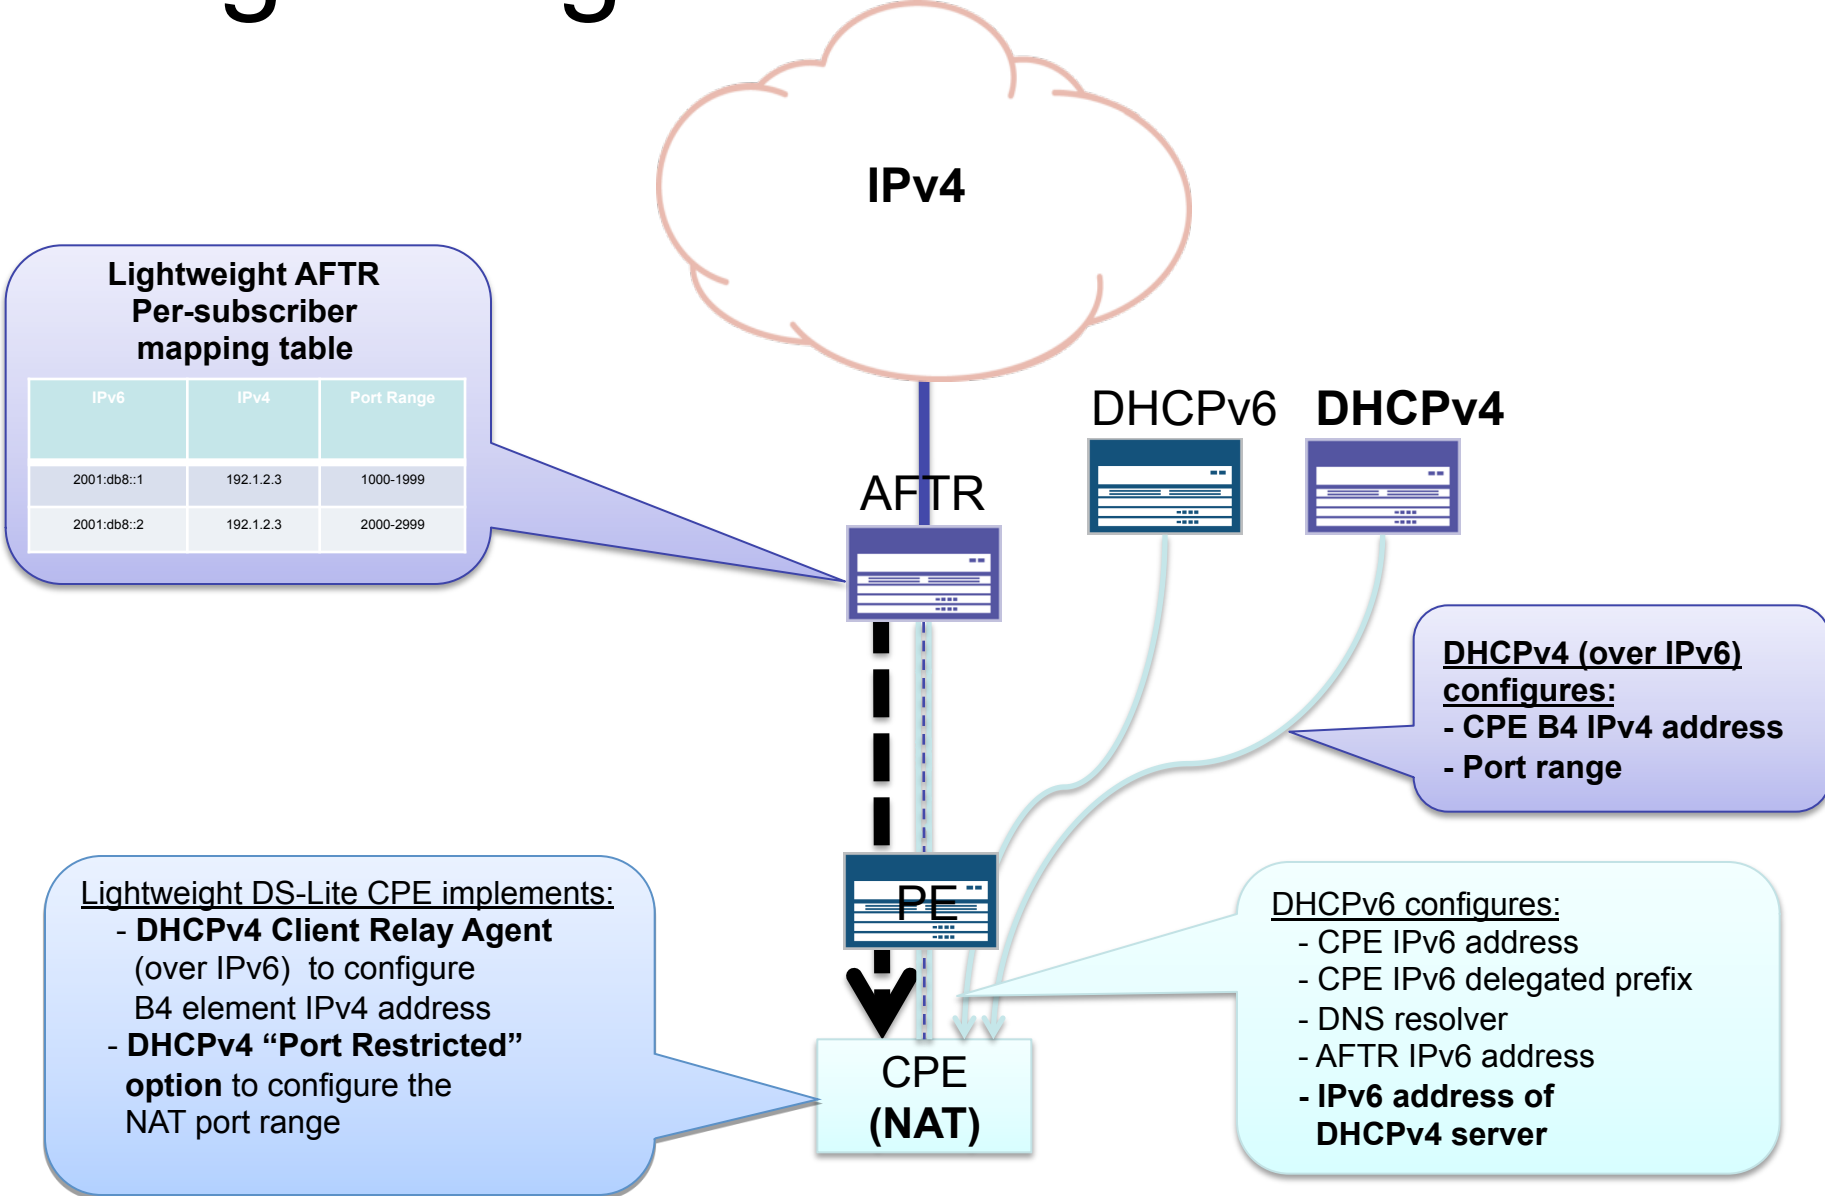 IPv4
Lightweight AFTR
Per-subscriber
mapping table
IPv6 IPv4 Port Range
2001:db8::1 192.1.2.3 1000-1999
2001:db8::2 192.1.2.3 2000-2999
DHCPv6 DHCPv4
AFTR
DHCPv4 (over IPv6)
configures:
- CPE B4 IPv4 address
- Port range
PE
Lightweight DS-Lite CPE implements:
- DHCPv4 Client Relay Agent
(over IPv6) to configure
B4 element IPv4 address
- DHCPv4 “Port Restricted”
option to configure the
NAT port range
DHCPv6 configures:
- CPE IPv6 address
- CPE IPv6 delegated prefix
- DNS resolver
- AFTR IPv6 address
- IPv6 address of
DHCPv4 server
CPE
(NAT)